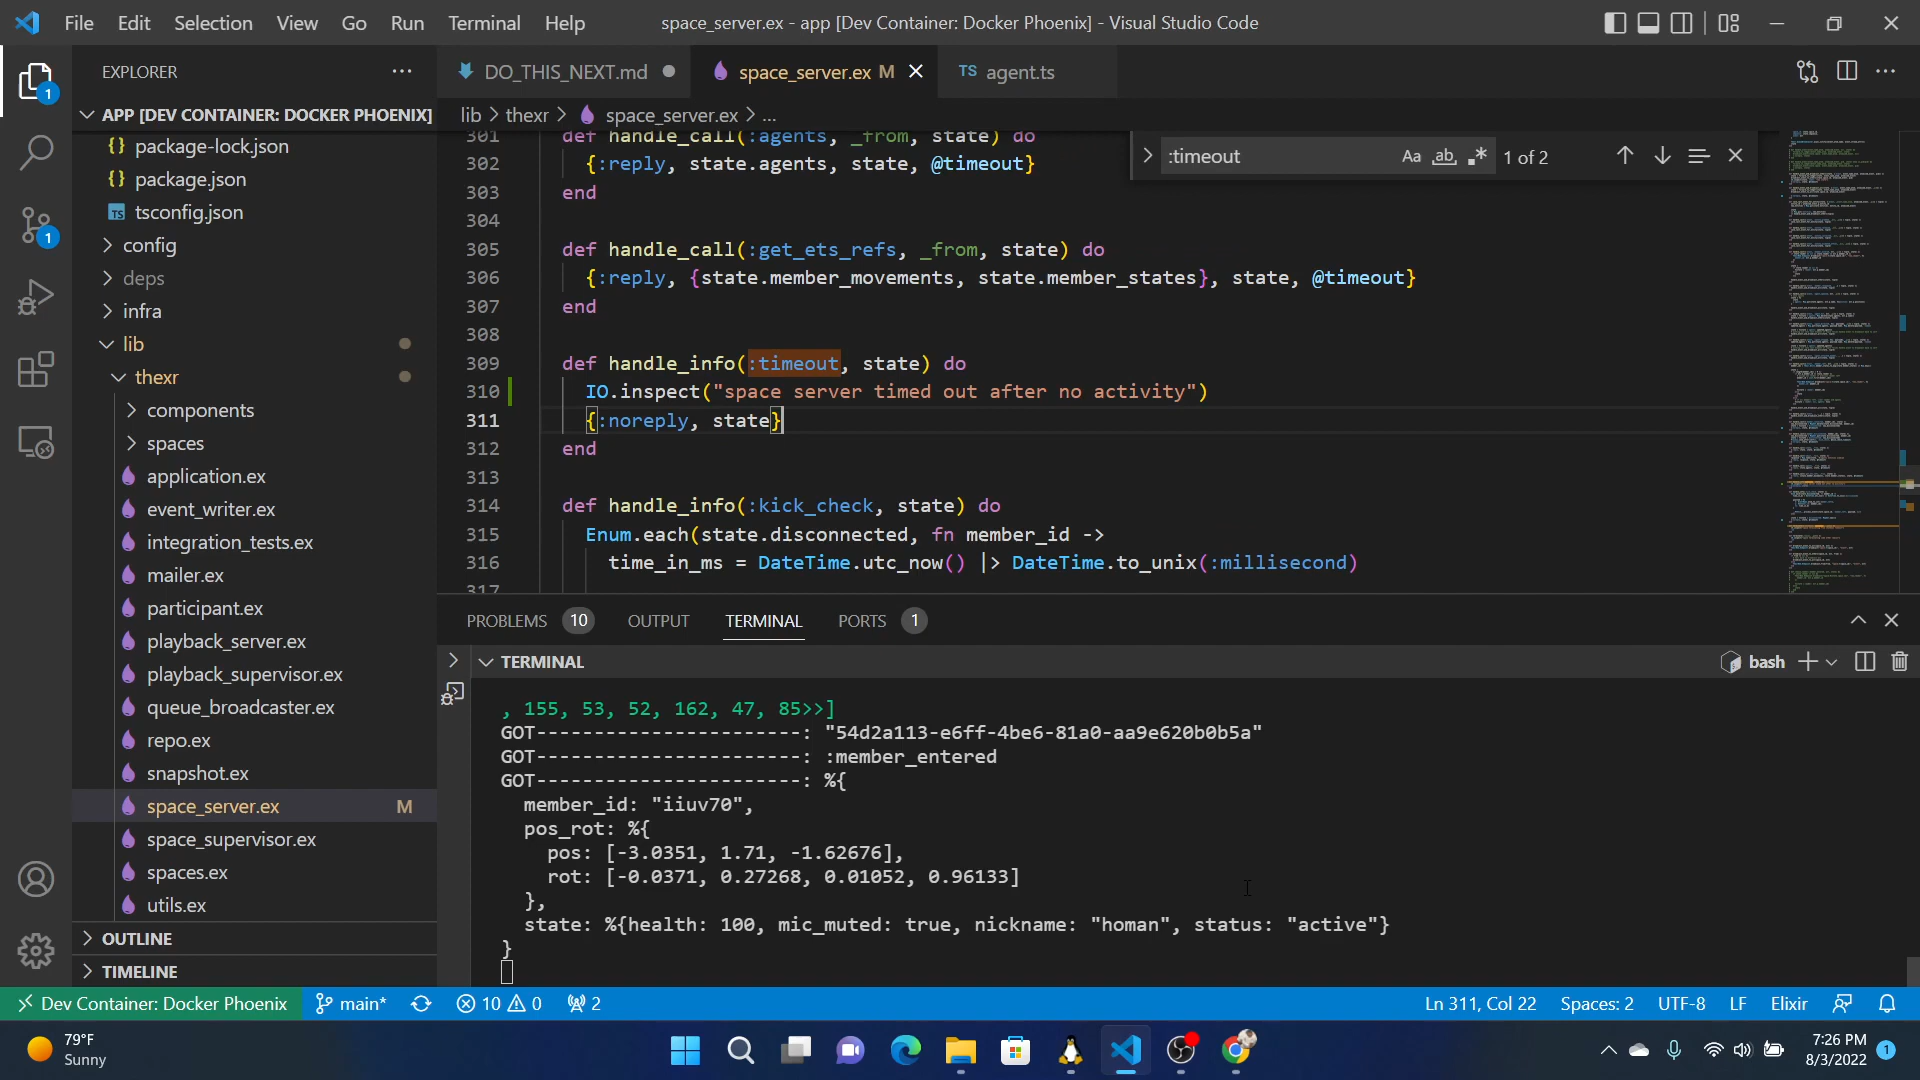 File Edit Selection View Go Run Terminal Help
space_server.ex - app [Dev Container: Docker Phoenix] - Visual Studio Code
EXPLORER
APP [DEV CONTAINER: DOCKER PHOENIX]
package-lock.json
package.json
tsconfig.json
config
deps
infra
lib
thexr
components
spaces
application.ex
event_writer.ex
integration_tests.ex
mailer.ex
participant.ex
playback_server.ex
playback_supervisor.ex
queue_broadcaster.ex
repo.ex
snapshot.ex
space_server.ex M
space_supervisor.ex
spaces.ex
utils.ex
OUTLINE
TIMELINE
DO_THIS_NEXT.md
space_server.ex M
TS agent.ts
lib > thexr > space_server.ex > ...
:timeout Aa ab .* 1 of 2
301 def handle_call(:agents, _from, state) do
302 {:reply, state.agents, state, @timeout}
303 end
304
305 def handle_call(:get_ets_refs, _from, state) do
306 {:reply, {state.member_movements, state.member_states}, state, @timeout}
307 end
308
309 def handle_info(:timeout, state) do
310 IO.inspect("space server timed out after no activity")
311 {:noreply, state}
312 end
313
314 def handle_info(:kick_check, state) do
315 Enum.each(state.disconnected, fn member_id ->
316 time_in_ms = DateTime.utc_now() |> DateTime.to_unix(:millisecond)
317
PROBLEMS 10 OUTPUT TERMINAL PORTS 1
TERMINAL
bash
, 155, 53, 52, 162, 47, 85>>]
GOT-----------------------: "54d2a113-e6ff-4be6-81a0-aa9e620b0b5a"
GOT-----------------------: :member_entered
GOT-----------------------: %{
member_id: "iiuv70",
pos_rot: %{
pos: [-3.0351, 1.71, -1.62676],
rot: [-0.0371, 0.27268, 0.01052, 0.96133]
},
state: %{health: 100, mic_muted: true, nickname: "homan", status: "active"}
}
Dev Container: Docker Phoenix main* 10 0 2
Ln 311, Col 22 Spaces: 2 UTF-8 LF Elixir
79°F
Sunny
7:26 PM
8/3/2022
1